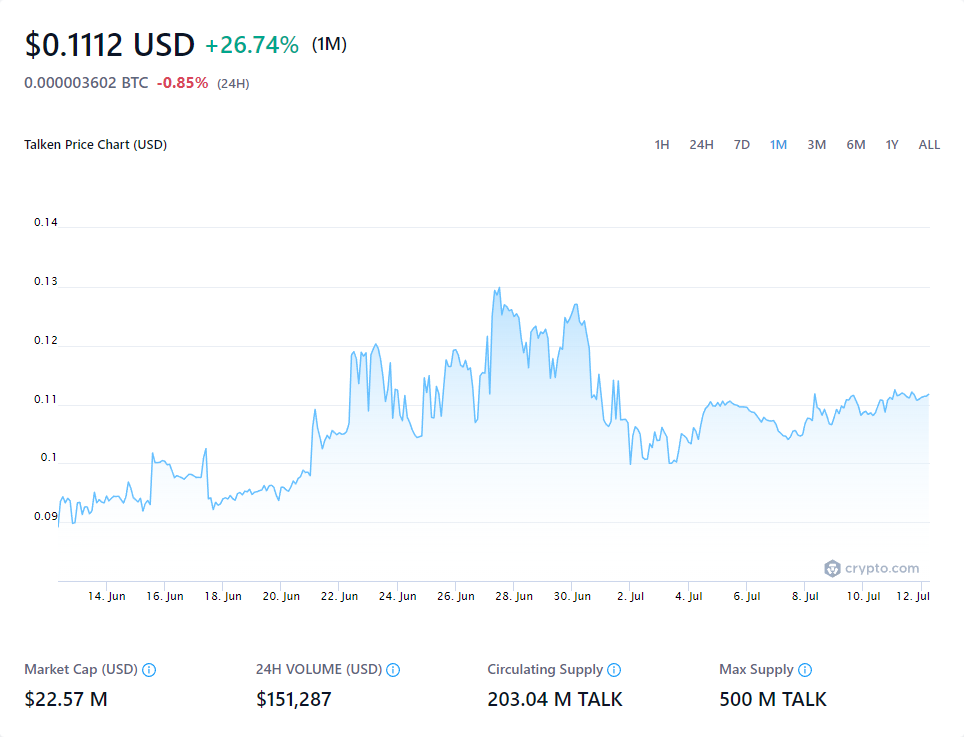 $0.1112 USD +26.74% (1M)
0.000003602 BTC -0.85% (24H)
Talken Price Chart (USD) 1H 24H 7D 1M 3M 6M 1Y ALL
0.14
0.13
0.12
0.11
0.1
0.09
crypto.com
14. Jun 16. Jun 18. Jun 20. Jun 22. Jun 24. Jun 26. Jun 28. Jun 30. Jun 2. Jul 4. Jul 6. Jul 8. Jul 10. Jul 12. Jul
Market Cap (USD) 24H VOLUME (USD) Circulating Supply Max Supply
$22.57 M $151,287 203.04 M TALK 500 M TALK